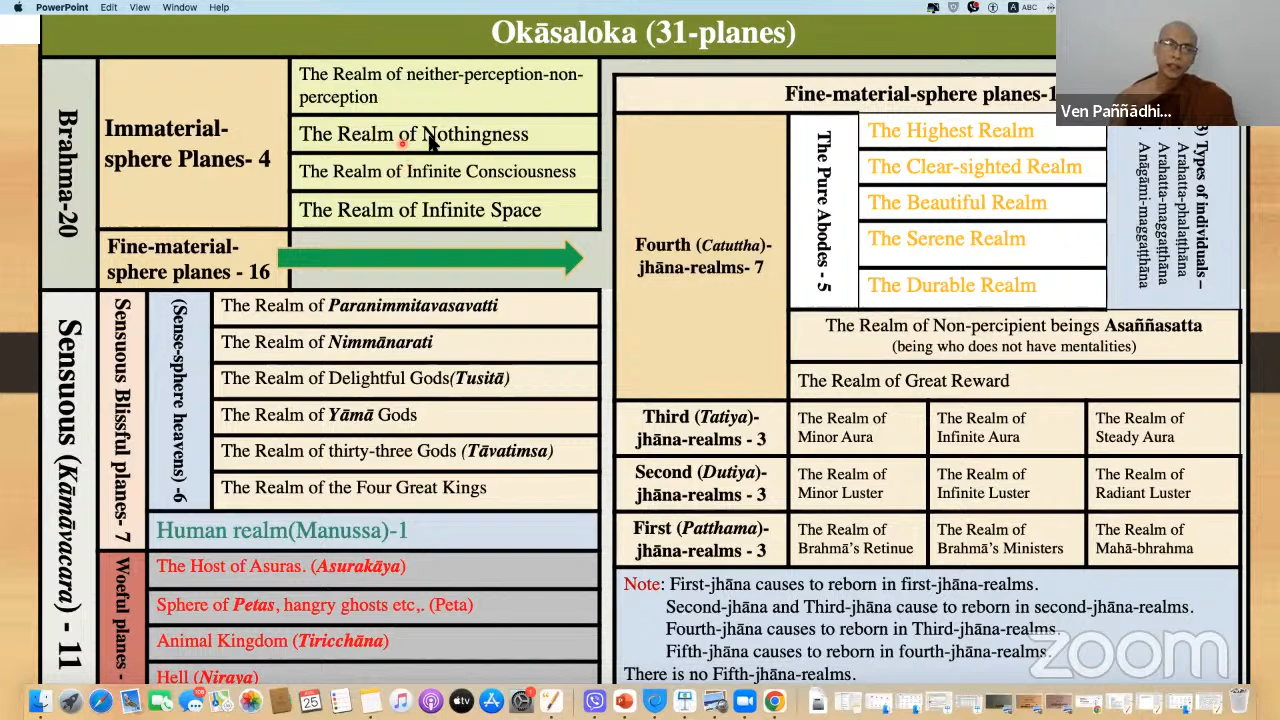 PowerPoint File Edit View Window Help
ABC
Okāsaloka (31-planes)
Brahma-20
Immaterial-
sphere Planes- 4
The Realm of neither-perception-non-
perception
The Realm of Nothingness
The Realm of Infinite Consciousness
The Realm of Infinite Space
Fine-material-
sphere planes - 16
Sensuous (Kāmāvacara) - 11
Sensuous Blissful planes- 7
(Sense-sphere heavens) -6
The Realm of Paranimmitavasavatti
The Realm of Nimmānarati
The Realm of Delightful Gods(Tusitā)
The Realm of Yāmā Gods
The Realm of thirty-three Gods (Tāvatimsa)
The Realm of the Four Great Kings
Human realm(Manussa)-1
Woeful planes -
The Host of Asuras. (Asurakāya)
Sphere of Petas, hangry ghosts etc,. (Peta)
Animal Kingdom (Tiricchāna)
Hell (Niraya)
Fine-material-sphere planes-1
Fourth (Catuttha)-
jhāna-realms- 7
The Pure Abodes - 5
The Highest Realm
The Clear-sighted Realm
The Beautiful Realm
The Serene Realm
The Durable Realm
3) Types of individuals –
. Arahatta-phalaṭṭhāna
. Arahatta-maggaṭṭhāna
. Anāgāmi-maggaṭṭhāna
The Realm of Non-percipient beings Asaññasatta
(being who does not have mentalities)
The Realm of Great Reward
Third (Tatiya)-
jhāna-realms - 3
The Realm of
Minor Aura
The Realm of
Infinite Aura
The Realm of
Steady Aura
Second (Dutiya)-
jhāna-realms - 3
The Realm of
Minor Luster
The Realm of
Infinite Luster
The Realm of
Radiant Luster
First (Patthama)-
jhāna-realms - 3
The Realm of
Brahmā's Retinue
The Realm of
Brahmā's Ministers
The Realm of
Mahā-bhrahma
Note: First-jhāna causes to reborn in first-jhāna-realms.
Second-jhāna and Third-jhāna cause to reborn in second-jhāna-realms.
Fourth-jhāna causes to reborn in Third-jhāna-realms.
Fifth-jhāna causes to reborn in fourth-jhāna-realms.
There is no Fifth-jhāna-realms.
Ven Paññādhi...
zoom
25